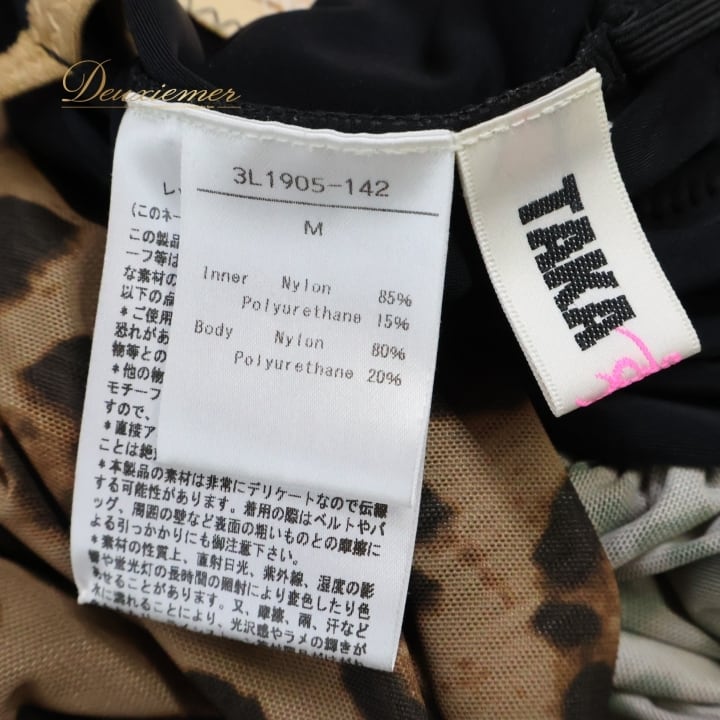 Deuxiemer
3L1905-142
M
Inner Nylon 85%
Polyurethane 15%
Body Nylon 80%
Polyurethane 20%
TAKA
(このネー
この製品
ーフ等は
な素材の
以下の点
*ご使用
恐れがあ
物等との
*他の物
モチーフ
すので、
*直接ア
ことは絶
*本製品の素材は非常にデリケートなので伝線
する可能性があります。着用の際はベルトやバ
ッグ、周囲の壁など表面の粗いものとの摩擦に
よる引っかかりにも御注意下さい。
*素材の性質上、直射日光、紫外線、湿度の影
響や蛍光灯の長時間の照射により変色したり色
せることがあります。又、摩擦、雨、汗など
水に濡れることにより、光沢感やラメの輝きが